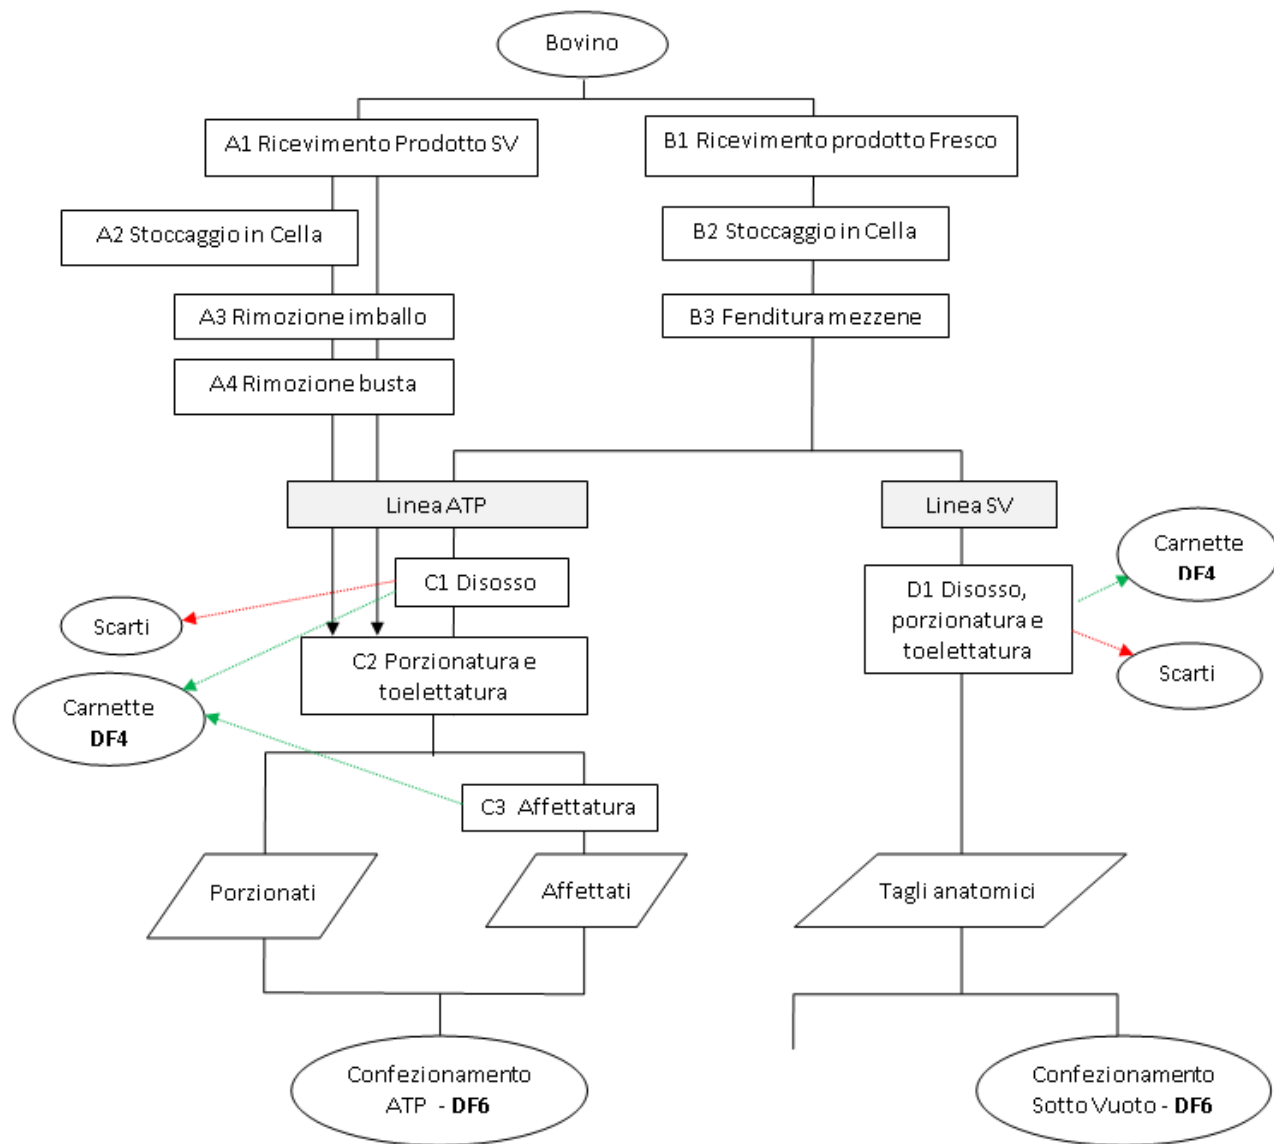 Bovino
A1 Ricevimento Prodotto SV
B1 Ricevimento prodotto Fresco
A2 Stoccaggio in Cella
B2 Stoccaggio in Cella
A3 Rimozione imballo
B3 Fenditura mezzene
A4 Rimozione busta
Linea ATP
Linea SV
Carnette
DF4
C1 Disosso
D1 Disosso,
porzionatura e
toelettatura
Scarti
C2 Porzionatura e
toelettatura
Scarti
Carnette
DF4
C3 Affettatura
Porzionati
Affettati
Tagli anatomici
Confezionamento
ATP - DF6
Confezionamento
Sotto Vuoto - DF6